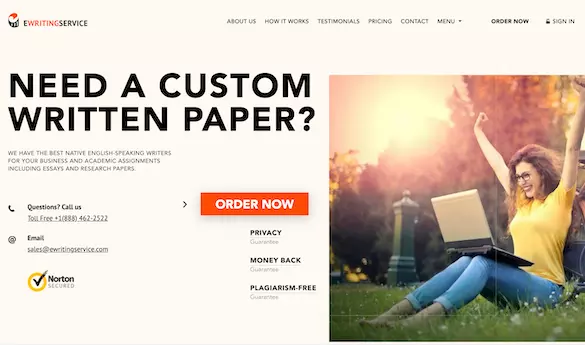 EWRITINGSERVICE
ABOUT US HOW IT WORKS TESTIMONIALS PRICING CONTACT MENU ORDER NOW SIGN IN
NEED A CUSTOM
WRITTEN PAPER?
WE HAVE THE BEST NATIVE ENGLISH-SPEAKING WRITERS
FOR YOUR BUSINESS AND ACADEMIC ASSIGNMENTS
INCLUDING ESSAYS AND RESEARCH PAPERS.
Questions? Call us
Toll Free +1(888) 462-2522
ORDER NOW
Email
sales@ewritingservice.com
Norton
SECURED
PRIVACY
Guarantee
MONEY BACK
Guarantee
PLAGIARISM-FREE
Guarantee